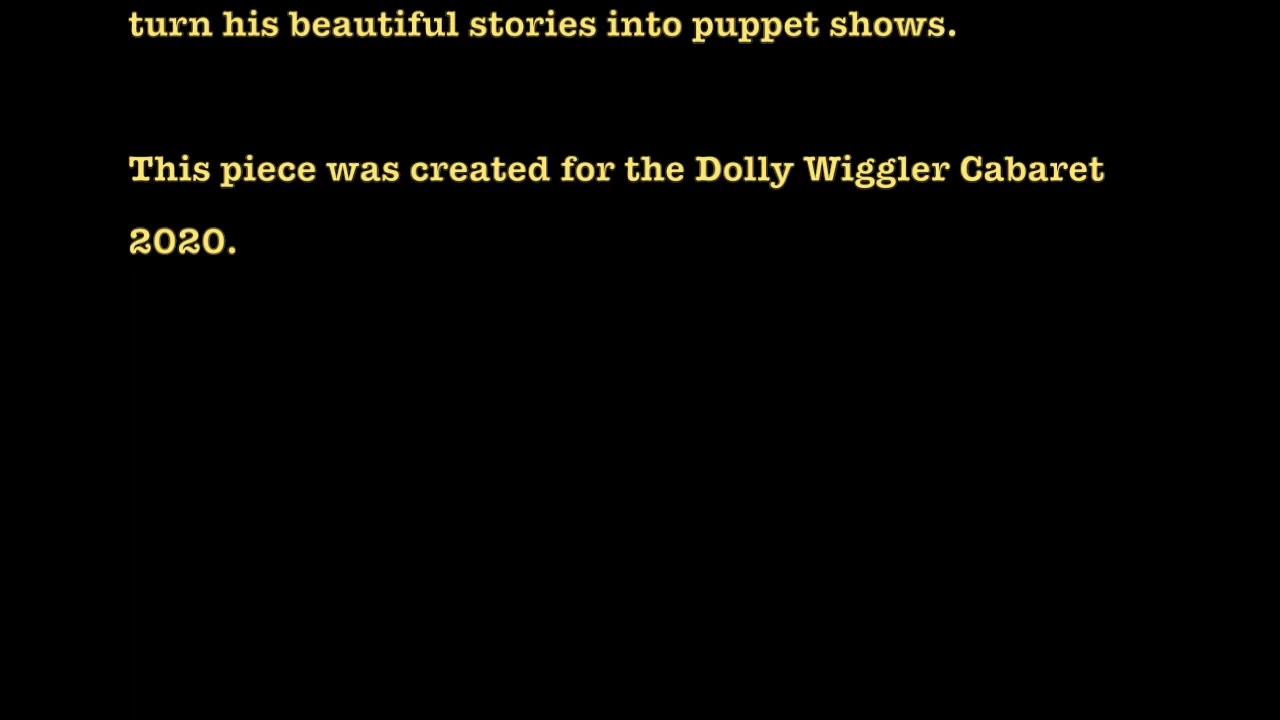 turn his beautiful stories into puppet shows.
This piece was created for the Dolly Wiggler Cabaret
2020.